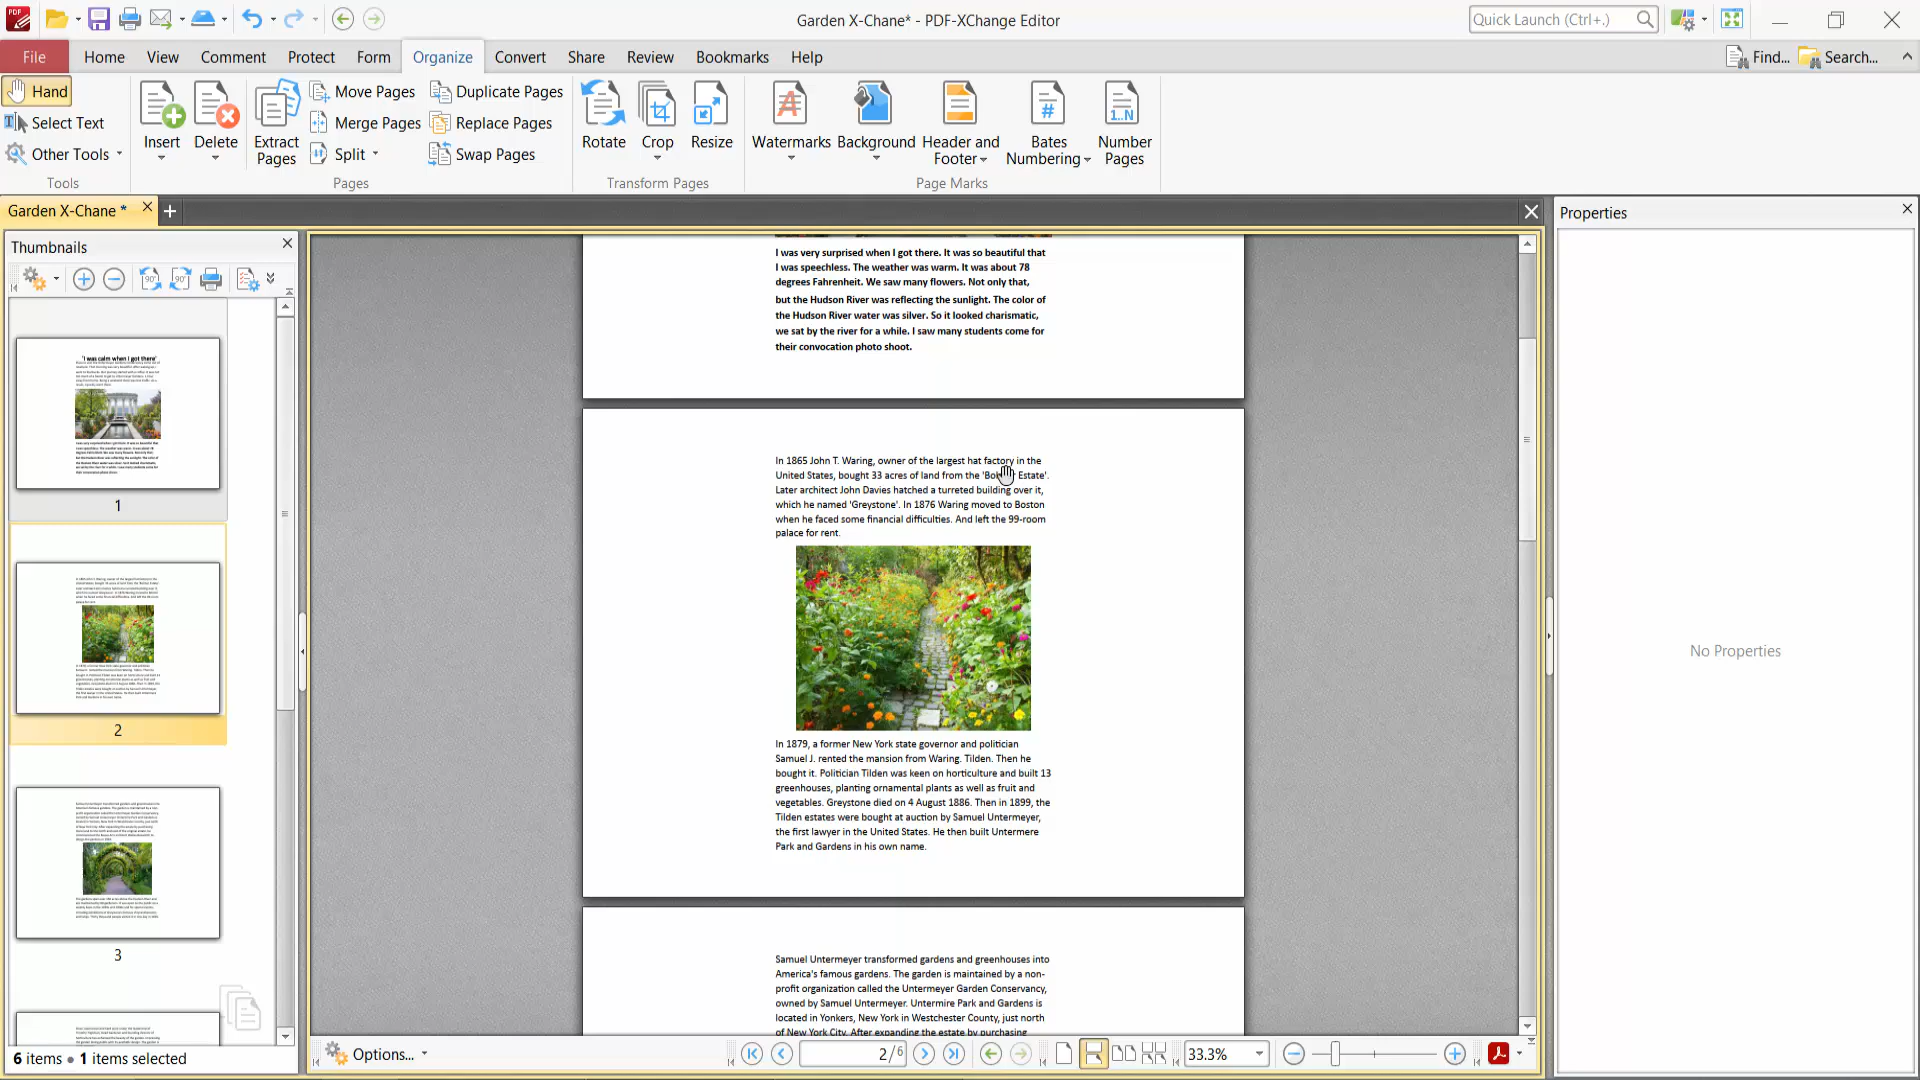 Garden X-Chane* - PDF-XChange Editor
Quick Launch (Ctrl+.)
File
Home
View
Comment
Protect
Form
Organize
Convert
Share
Review
Bookmarks
Help
Find...
Search...
Hand
Select Text
Other Tools
Tools
Insert
Delete
Extract
Pages
Move Pages
Merge Pages
Split
Duplicate Pages
Replace Pages
Swap Pages
Pages
Rotate
Crop
Resize
Transform Pages
Watermarks
Background
Header and
Footer
Bates
Numbering
Number
Pages
Page Marks
Garden X-Chane *
Thumbnails
'I was calm when I got there'
1
2
3
6 items • 1 items selected
I was very surprised when I got there. It was so beautiful that
I was speechless. The weather was warm. It was about 78
degrees Fahrenheit. We saw many flowers. Not only that,
but the Hudson River was reflecting the sunlight. The color of
the Hudson River water was silver. So it looked charismatic,
we sat by the river for a while. I saw many students come for
their convocation photo shoot.
In 1865 John T. Waring, owner of the largest hat factory in the
United States, bought 33 acres of land from the Estate'.
Later architect John Davies hatched a turreted building over it,
which he named 'Greystone'. In 1876 Waring moved to Boston
when he faced some financial difficulties. And left the 99-room
palace for rent.
In 1879, a former New York state governor and politician
Samuel J. rented the mansion from Waring. Tilden. Then he
bought it. Politician Tilden was keen on horticulture and built 13
greenhouses, planting ornamental plants as well as fruit and
vegetables. Greystone died on 4 August 1886. Then in 1899, the
Tilden estates were bought at auction by Samuel Untermeyer,
the first lawyer in the United States. He then built Untermere
Park and Gardens in his own name.
Samuel Untermeyer transformed gardens and greenhouses into
America's famous gardens. The garden is maintained by a non-
profit organization called the Untermeyer Garden Conservancy,
owned by Samuel Untermeyer. Untermire Park and Gardens is
located in Yonkers, New York in Westchester County, just north
of New York City. After expanding the estate by purchasing
Properties
No Properties
Options...
2/6
33.3%